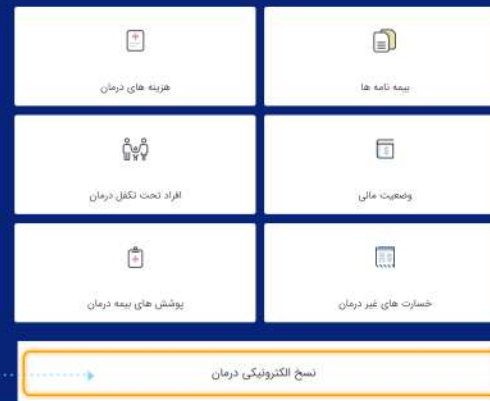 بیمه نامه ها
هزینه های درمان
وضعیت مالی
افراد تحت تکفل درمان
خسارت های غیر درمان
پوشش های بیمه درمان
نسخ الکترونیکی درمان